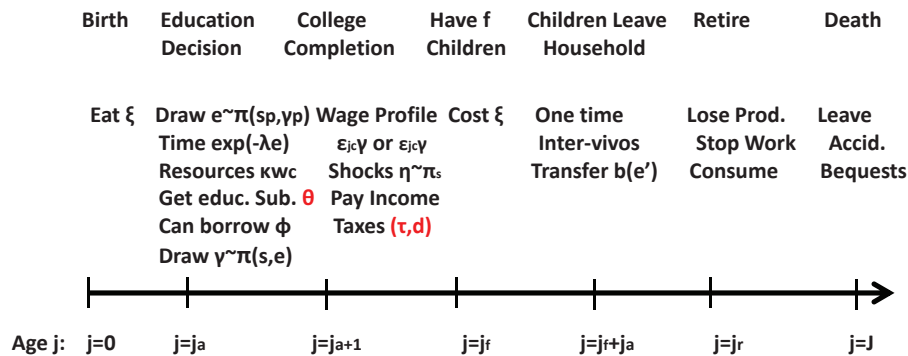 Birth Education College Have f Children Leave Retire Death
Decision Completion Children Household
Eat ξ Draw e~π(sp,γp) Wage Profile Cost ξ One time Lose Prod. Leave
Time exp(-λe) εjcγ or εjcγ Inter-vivos Stop Work Accid.
Resources κwc Shocks η~πs Transfer b(e’) Consume Bequests
Get educ. Sub. θ Pay Income
Can borrow ф Taxes (τ,d)
Draw γ~π(s,e)
Age j: j=0 j=ja j=ja+1 j=jf j=jf+ja j=jr j=J